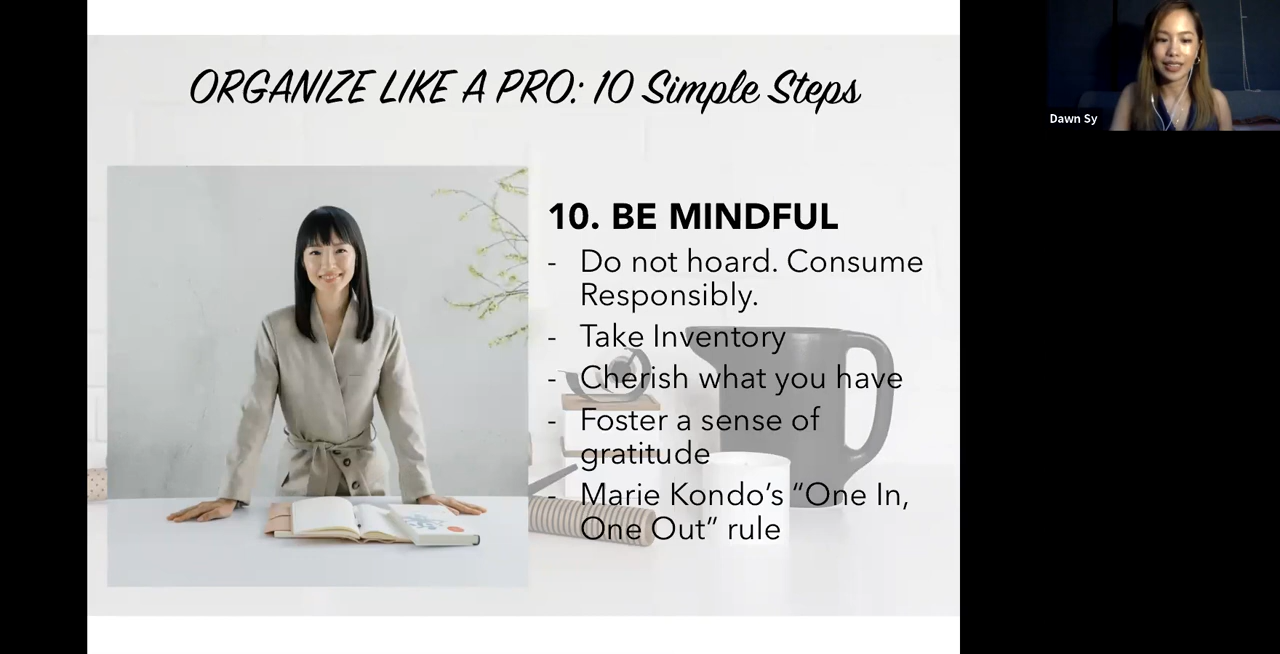 ORGANIZE LIKE A PRO: 10 Simple Steps
10. BE MINDFUL
- Do not hoard. Consume
Responsibly.
- Take Inventory
- Cherish what you have
- Foster a sense of
gratitude
- Marie Kondo’s “One In,
One Out” rule
Dawn Sy